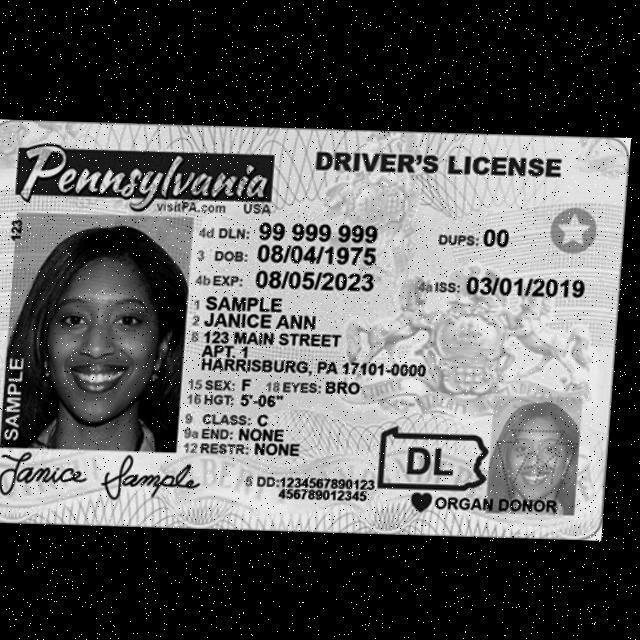 Pennsylvania
visitPA.com USA
DRIVER'S LICENSE
123
4d DLN: 99 999 999
DUPS: 00
3 DOB: 08/04/1975
4b EXP: 08/05/2023
4a ISS: 03/01/2019
1 SAMPLE
2 JANICE ANN
8 123 MAIN STREET
APT. 1
HARRISBURG, PA 17101-0000
15 SEX: F 18 EYES: BRO
16 HGT: 5'-06"
9 CLASS: C
9a END: NONE
12 RESTR: NONE
SAMPLE
Janice Sample
5 DD:1234567890123
456789012345
DL
ORGAN DONOR